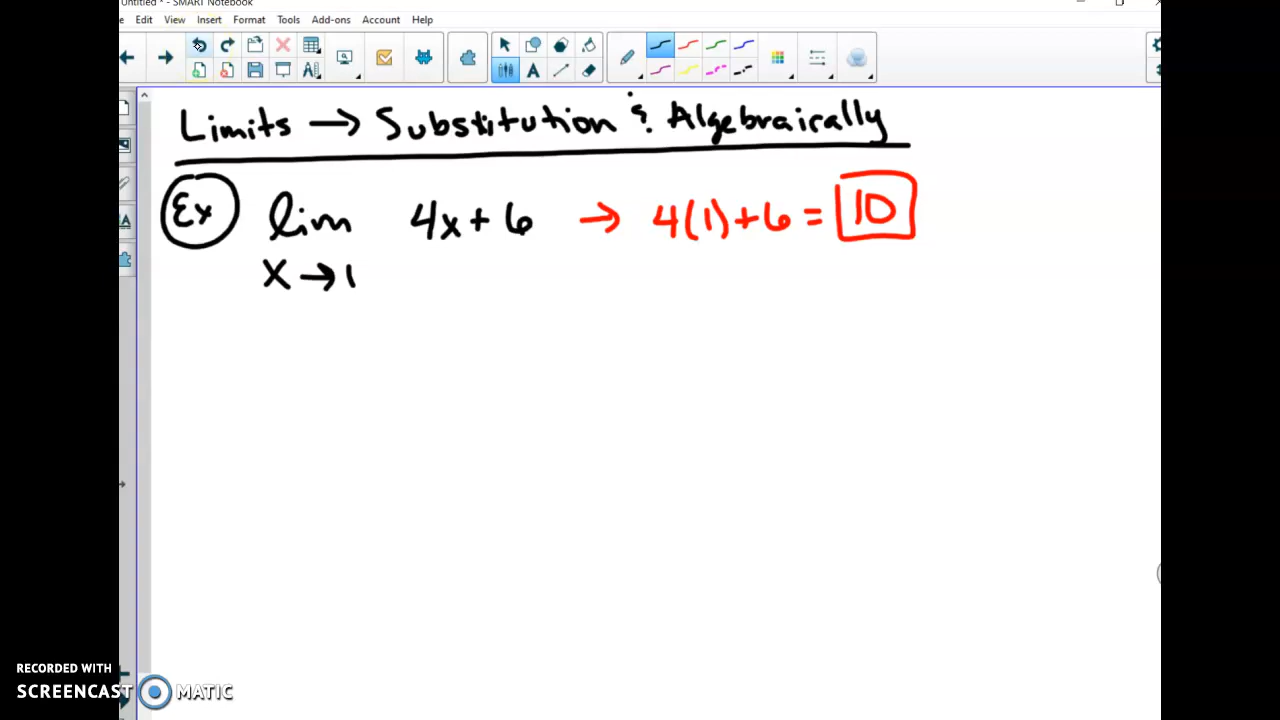 Untitled * - SMART Notebook
Edit View Insert Format Tools Add-ons Account Help
Limits → Substitution & Algebraically
Ex lim 4x + 6 → 4(1) + 6 = 10
x → 1
RECORDED WITH
SCREENCAST MATIC